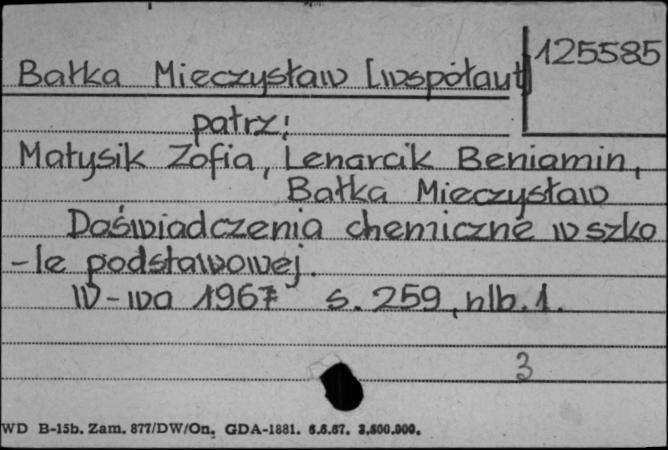 Bałka Mieczysław [współaut]
125585
patrz:
Matysik Zofia, Lenarcik Beniamin,
Bałka Mieczysław
Doświadczenia chemiczne w szko
-le podstawowej.
W-wa 1967 s. 259, nlb. 1.
3
WD B-15b. Zam. 877/DW/On. GDA-1881. 6.6.67. 3,500.000.